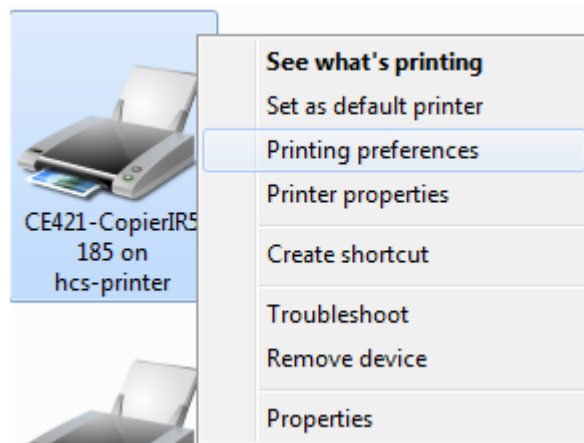 See what's printing
Set as default printer
Printing preferences
Printer properties
Create shortcut
Troubleshoot
Remove device
Properties
CE421-CopierIR5
185 on
hcs-printer